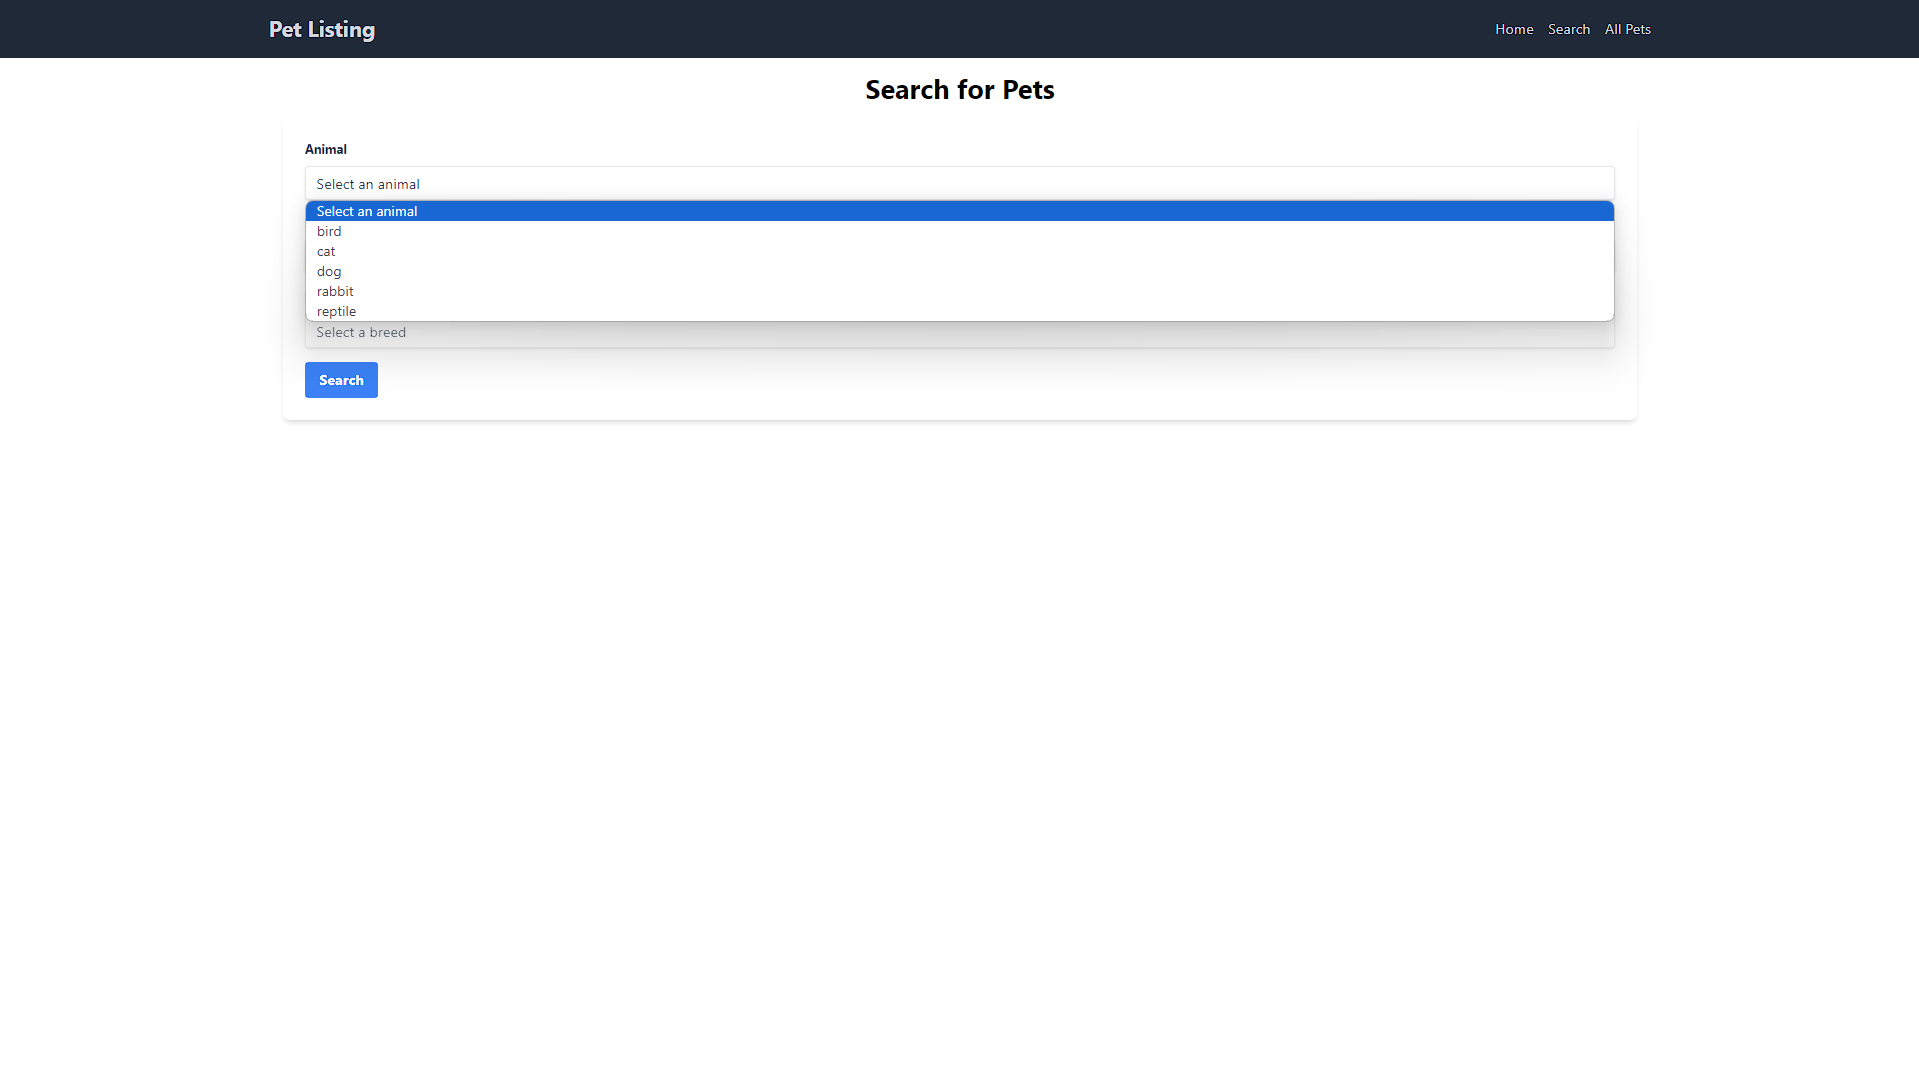 Pet Listing
Home Search All Pets
Search for Pets
Animal
Select an animal
Select an animal
bird
cat
dog
rabbit
reptile
Select a breed
Search